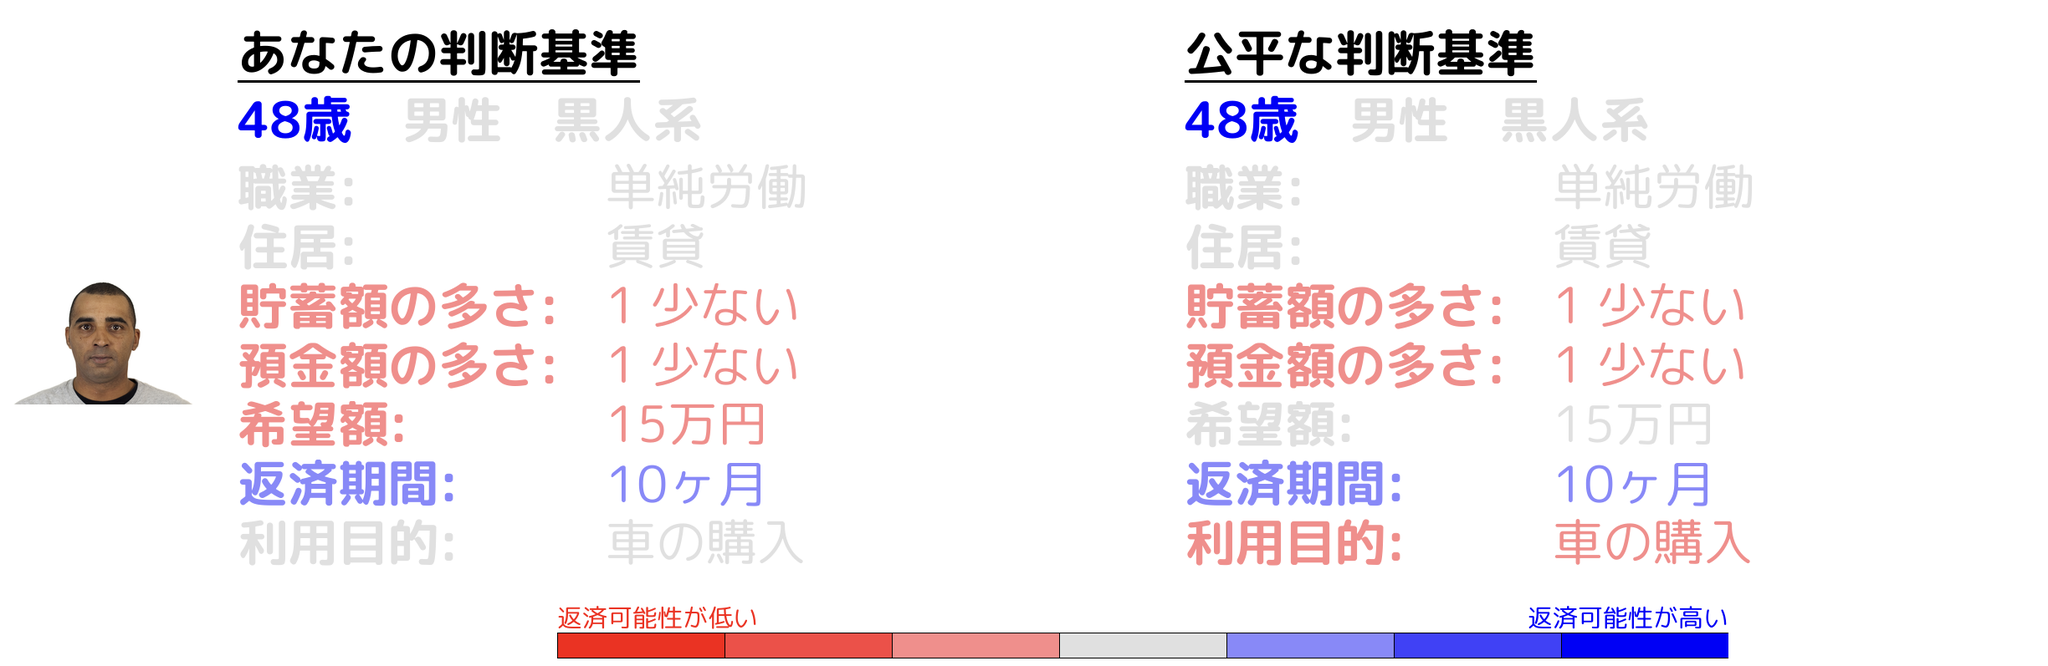 あなたの判断基準
48歳 男性 黒人系
職業: 単純労働
住居: 賃貸
貯蓄額の多さ: 1 少ない
預金額の多さ: 1 少ない
希望額: 15万円
返済期間: 10ヶ月
利用目的: 車の購入
公平な判断基準
48歳 男性 黒人系
職業: 単純労働
住居: 賃貸
貯蓄額の多さ: 1 少ない
預金額の多さ: 1 少ない
希望額: 15万円
返済期間: 10ヶ月
利用目的: 車の購入
返済可能性が低い
返済可能性が高い